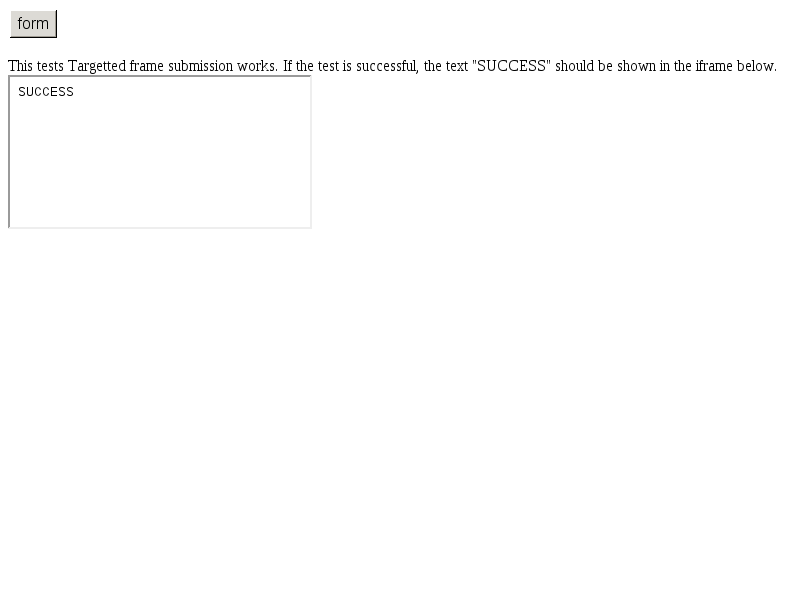 form
This tests Targetted frame submission works. If the test is successful, the text "SUCCESS" should be shown in the iframe below.
SUCCESS